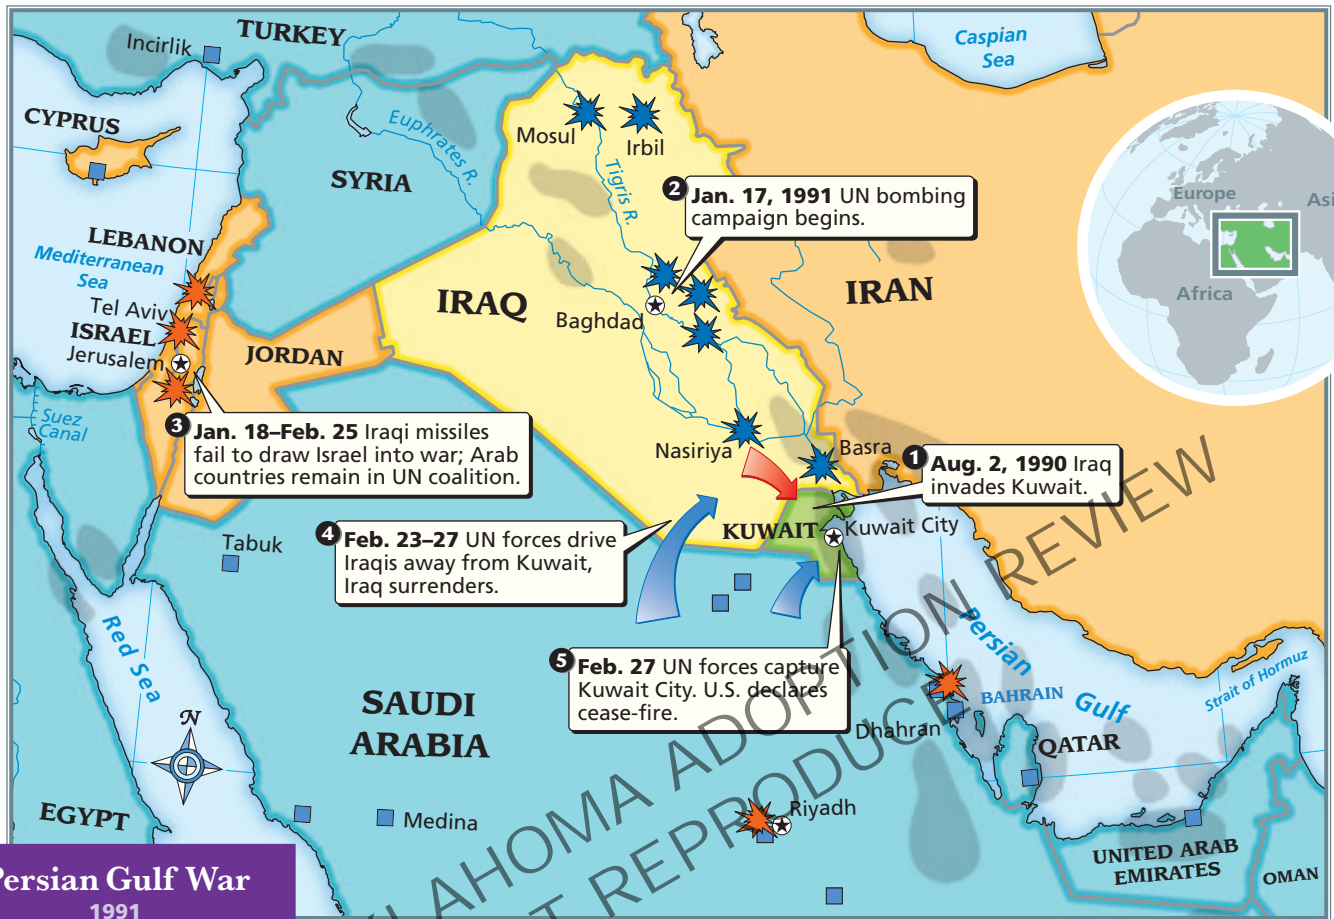 TURKEY
Incirlik
Caspian
Sea
CYPRUS
Euphrates R.
Mosul
Irbil
SYRIA
Tigris R.
2 Jan. 17, 1991 UN bombing
campaign begins.
Europe
Asi
Africa
LEBANON
Mediterranean
Sea
IRAQ
IRAN
Tel Aviv
Baghdad
ISRAEL
Jerusalem
JORDAN
Suez
Canal
3 Jan. 18–Feb. 25 Iraqi missiles
fail to draw Israel into war; Arab
countries remain in UN coalition.
Nasiriya
Basra
1 Aug. 2, 1990 Iraq
invades Kuwait.
KUWAIT
Kuwait City
4 Feb. 23–27 UN forces drive
Iraqis away from Kuwait,
Iraq surrenders.
Tabuk
Red Sea
5 Feb. 27 UN forces capture
Kuwait City. U.S. declares
cease-fire.
Persian
Gulf
Strait of Hormuz
BAHRAIN
Dhahran
QATAR
SAUDI
ARABIA
N
EGYPT
Medina
Riyadh
UNITED ARAB
EMIRATES
OMAN
Persian Gulf War
1991
LAHOMA ADOPTION REVIEW
T REPRODUCE